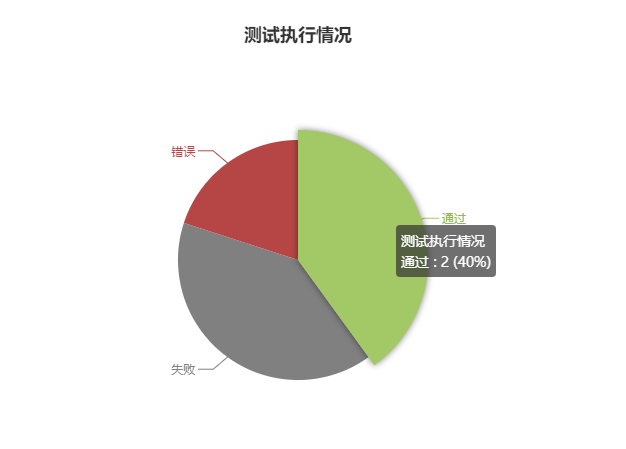 测试执行情况
错误
通过
测试执行情况
通过 : 2 (40%)
失败